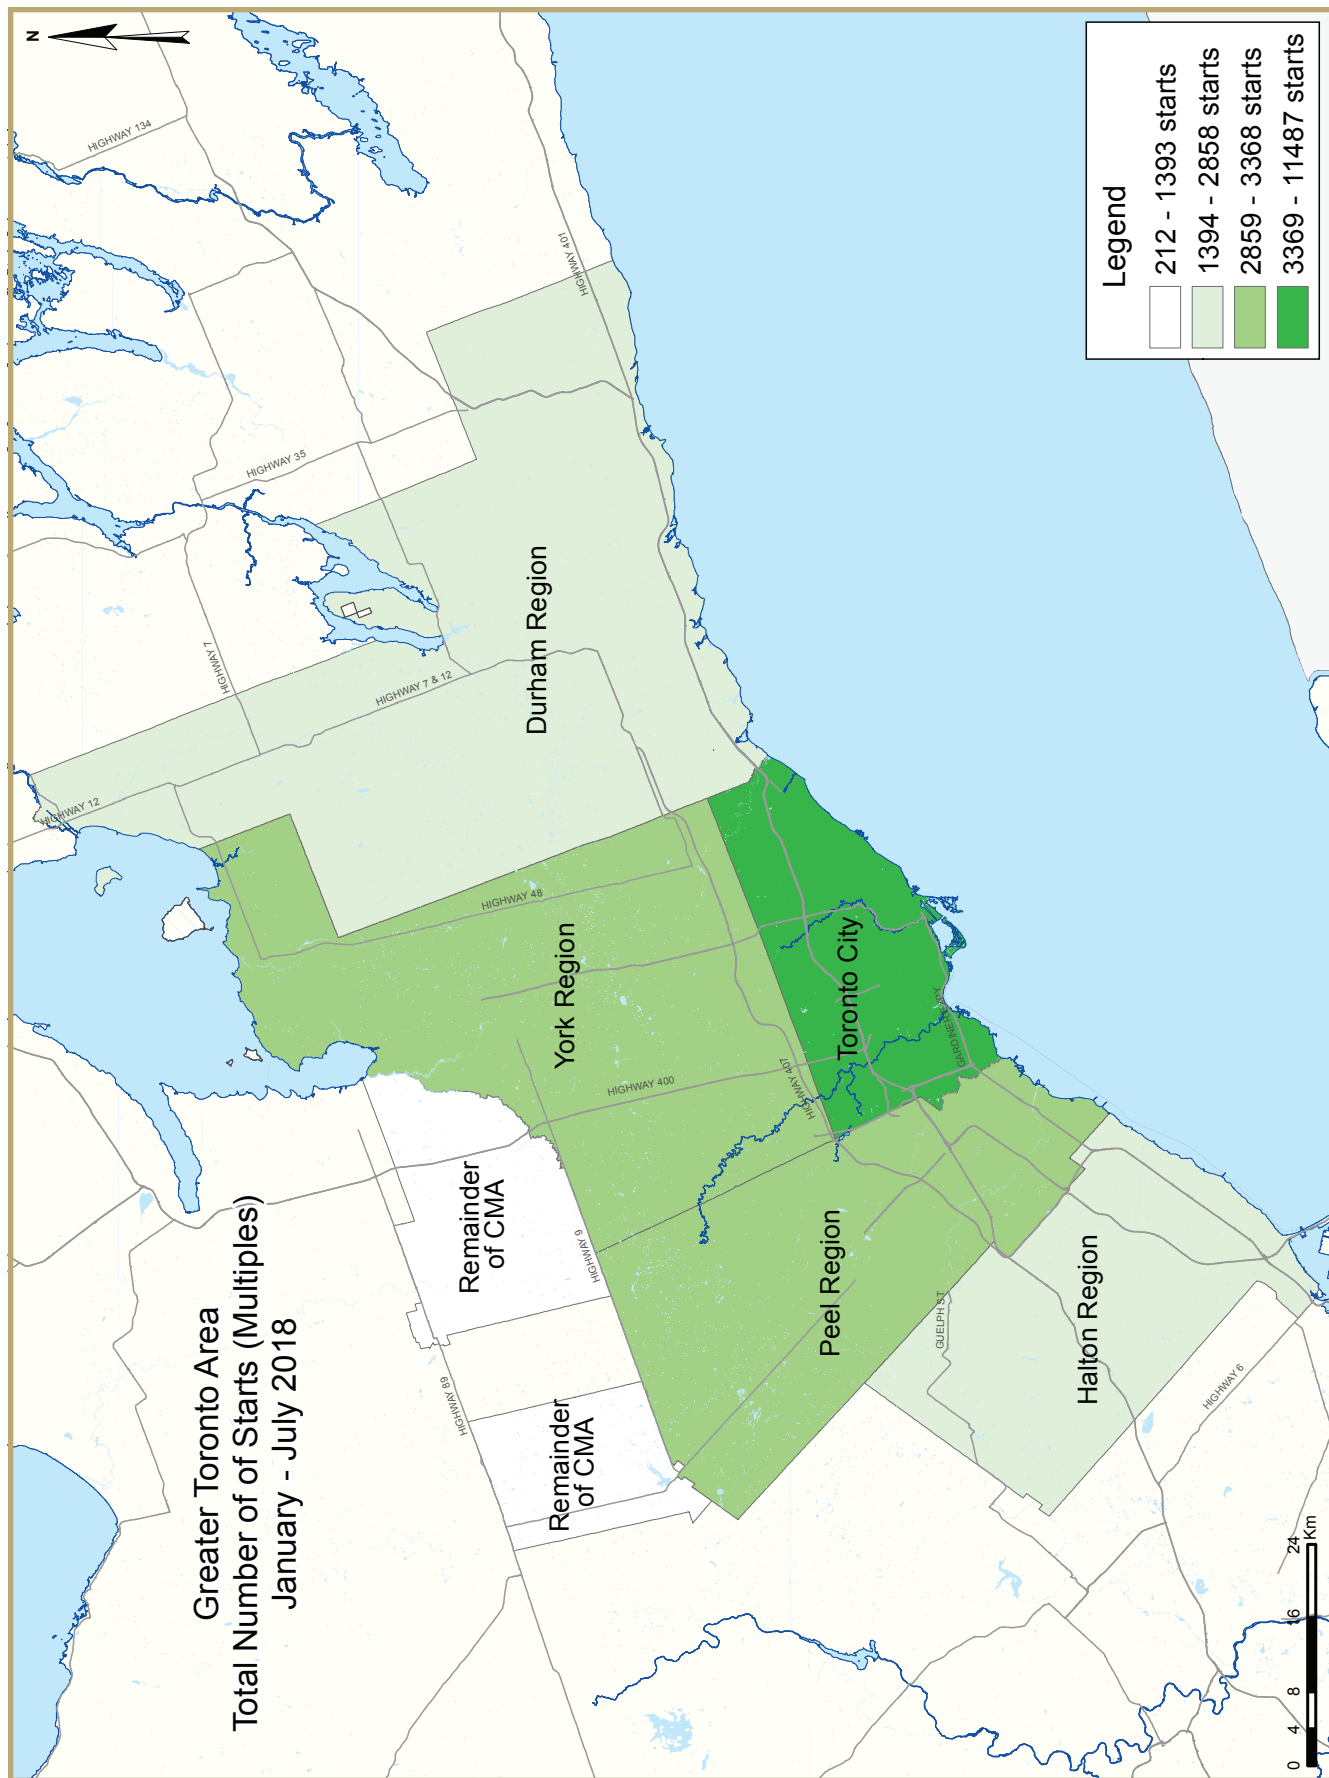 Greater Toronto Area
Total Number of of Starts (Multiples)
January - July 2018
N
HIGHWAY 134
HIGHWAY 401
HIGHWAY 35
HIGHWAY 7
HIGHWAY 7 & 12
HIGHWAY 12
Durham Region
HIGHWAY 48
York Region
HIGHWAY 400
HIGHWAY 407
Toronto City
GARDINER EXPY
Remainder
of CMA
HIGHWAY 9
HIGHWAY 89
Remainder
of CMA
Peel Region
GUELPH ST
Halton Region
HIGHWAY 6
Legend
212 - 1393 starts
1394 - 2858 starts
2859 - 3368 starts
3369 - 11487 starts
0 4 8 16 24
Km